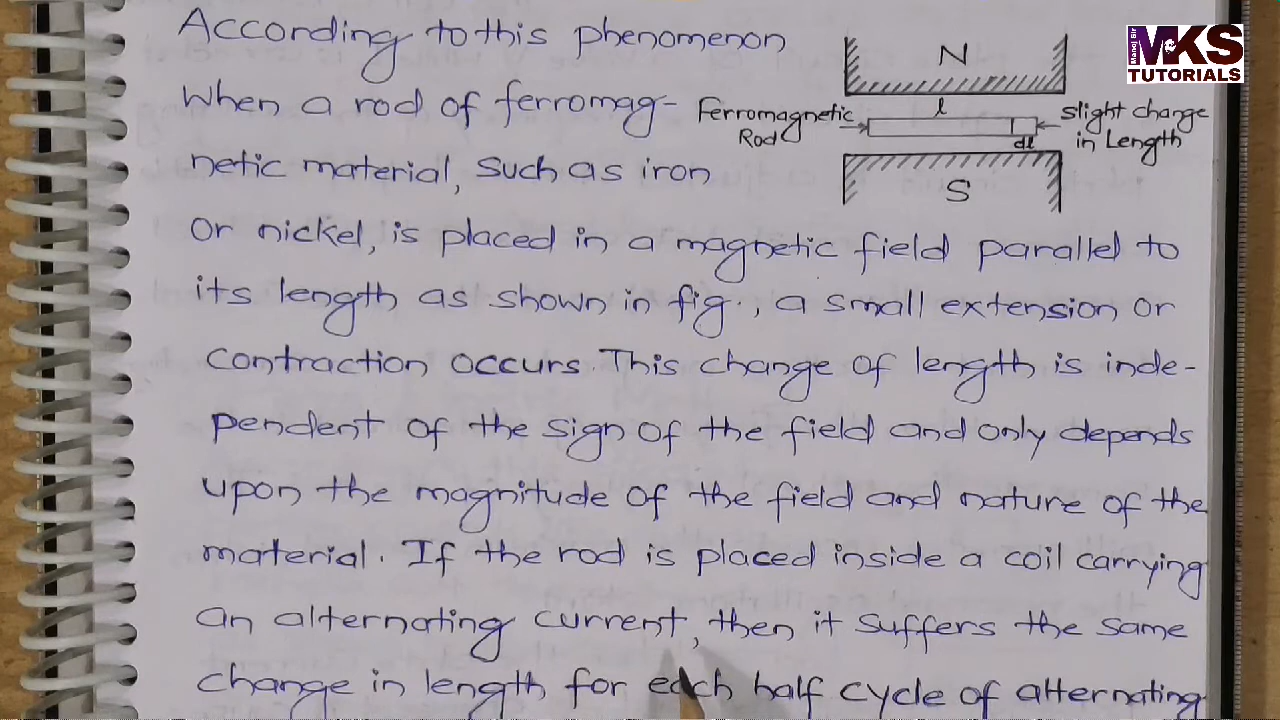 According to this phenomenon
When a rod of ferromag-
netic material, such as iron
or nickel, is placed in a magnetic field parallel to
its length as shown in fig., a small extension or
contraction occurs. This change of length is inde-
pendent of the sign of the field and only depends
upon the magnitude of the field and nature of the
material. If the rod is placed inside a coil carrying
an alternating current, then it suffers the same
change in length for each half cycle of alternating
N
l
Ferromagnetic
Rod
slight change
in Length
dl
S
Manoj Sir
MKS
TUTORIALS